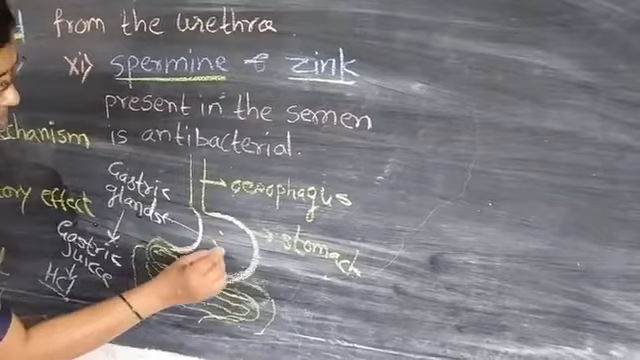 from the urethra
xi) spermine & zink
present in the semen
chanism is antibacterial.
ory effect
Gastric
glands
oesophagus
Gastric
juice
HCl
stomach